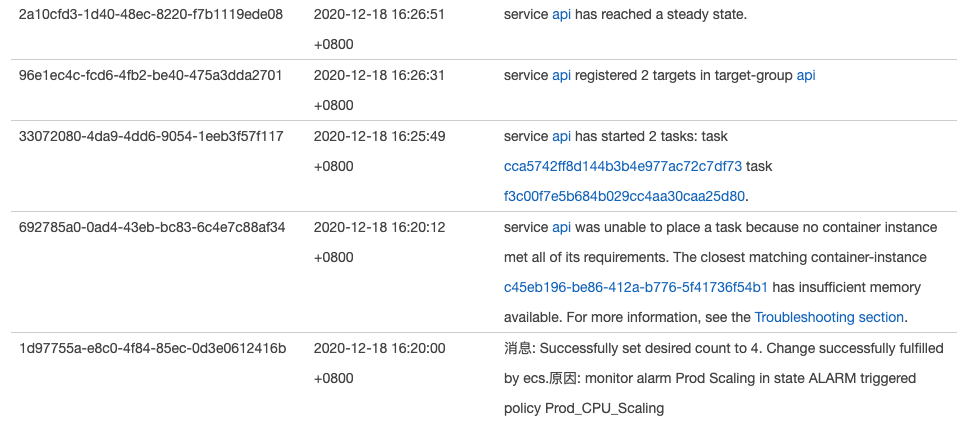 2a10cfd3-1d40-48ec-8220-f7b1119ede08 2020-12-18 16:26:51 service api has reached a steady state.
+0800
96e1ec4c-fcd6-4fb2-be40-475a3dda2701 2020-12-18 16:26:31 service api registered 2 targets in target-group api
+0800
33072080-4da9-4dd6-9054-1eeb3f57f117 2020-12-18 16:25:49 service api has started 2 tasks: task
+0800 cca5742ff8d144b3b4e977ac72c7df73 task
f3c00f7e5b684b029cc4aa30caa25d80.
692785a0-0ad4-43eb-bc83-6c4e7c88af34 2020-12-18 16:20:12 service api was unable to place a task because no container instance
+0800 met all of its requirements. The closest matching container-instance
c45eb196-be86-412a-b776-5f41736f54b1 has insufficient memory
available. For more information, see the Troubleshooting section.
1d97755a-e8c0-4f84-85ec-0d3e0612416b 2020-12-18 16:20:00 消息: Successfully set desired count to 4. Change successfully fulfilled
+0800 by ecs.原因: monitor alarm Prod Scaling in state ALARM triggered
policy Prod_CPU_Scaling